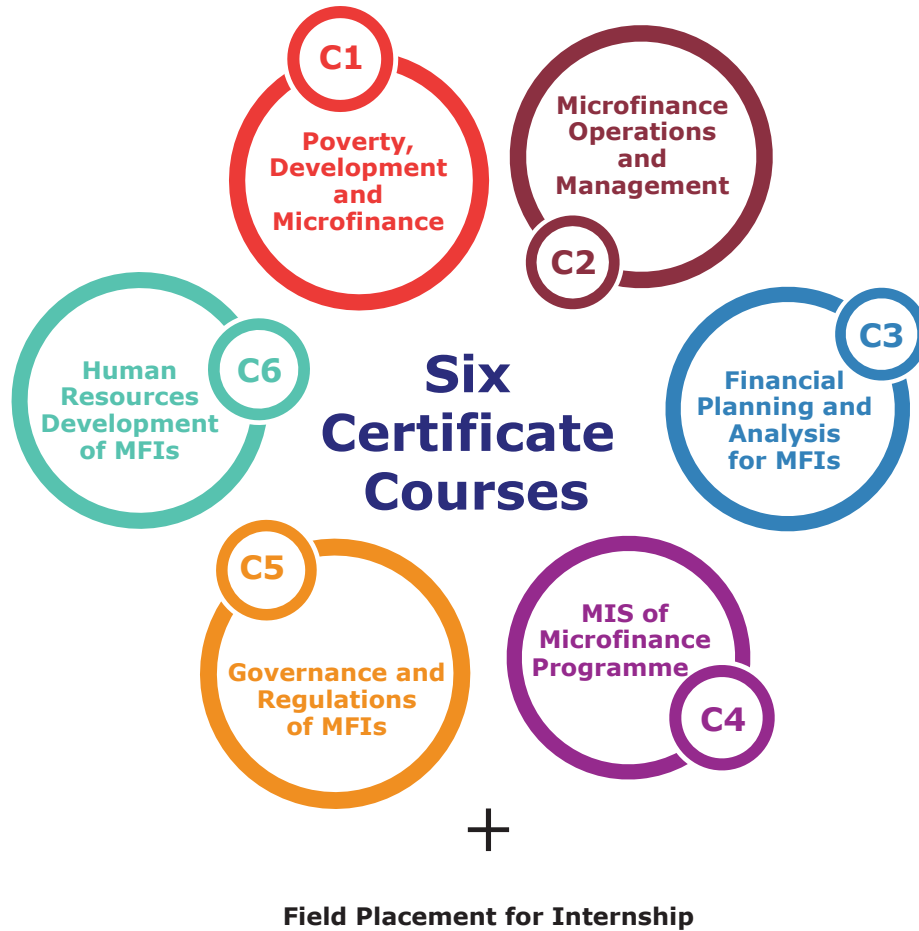 C1
Poverty,
Development
and
Microfinance
Microfinance
Operations
and
Management
C2
C3
Financial
Planning and
Analysis
for MFIs
Six
Certificate
Courses
C6
Human
Resources
Development
of MFIs
C5
Governance and
Regulations
of MFIs
MIS of
Microfinance
Programme
C4
+
Field Placement for Internship